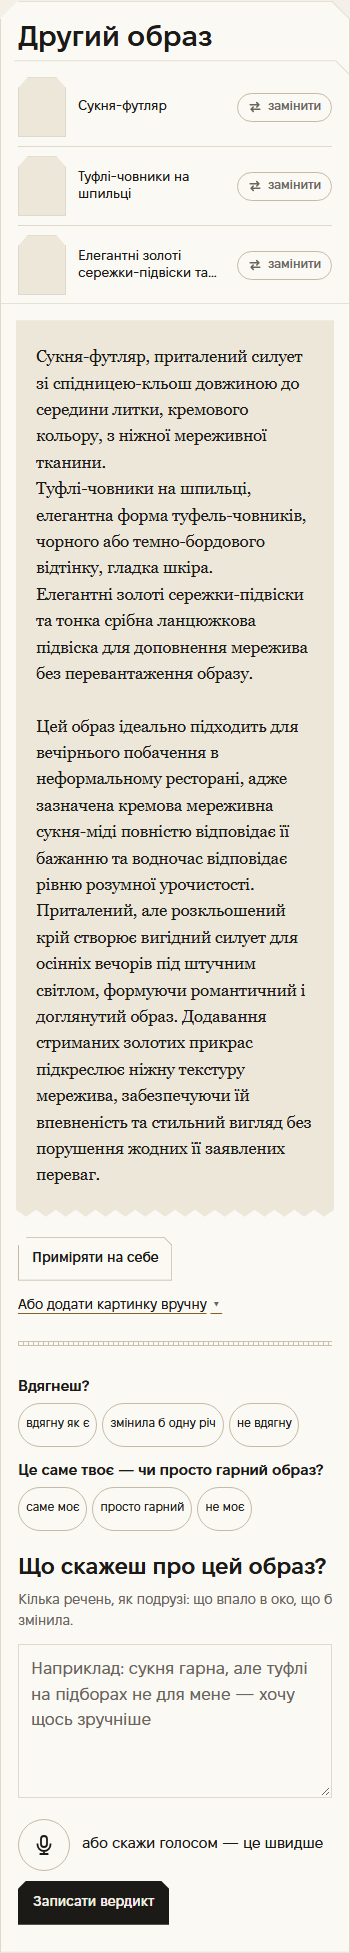 Другий образ
Сукня-футляр
замінити
Туфлі-човники на
шпильці
замінити
Елегантні золоті
сережки-підвіски та...
замінити
Сукня-футляр, приталений силует
зі спідницею-кльош довжиною до
середини литки, кремового
кольору, з ніжної мереживної
тканини.
Туфлі-човники на шпильці,
елегантна форма туфель-човників,
чорного або темно-бордового
відтінку, гладка шкіра.
Елегантні золоті сережки-підвіски
та тонка срібна ланцюжкова
підвіска для доповнення мережива
без перевантаження образу.
Цей образ ідеально підходить для
вечірнього побачення в
неформальному ресторані, адже
зазначена кремова мереживна
сукня-міді повністю відповідає її
бажанню та водночас відповідає
рівню розумної урочистості.
Приталений, але розкльошений
крій створює вигідний силует для
осінніх вечорів під штучним
світлом, формуючи романтичний і
доглянутий образ. Додавання
стриманих золотих прикрас
підкреслює ніжну текстуру
мережива, забезпечуючи їй
впевненість та стильний вигляд без
порушення жодних її заявлених
переваг.
Приміряти на себе
Або додати картинку вручну
Вдягнеш?
вдягну як є
змінила б одну річ
не вдягну
Це саме твоє — чи просто гарний образ?
саме моє
просто гарний
не моє
Що скажеш про цей образ?
Кілька речень, як подрузі: що впало в око, що б
змінила.
Наприклад: сукня гарна, але туфлі
на підборах не для мене — хочу
щось зручніше
або скажи голосом — це швидше
Записати вердикт